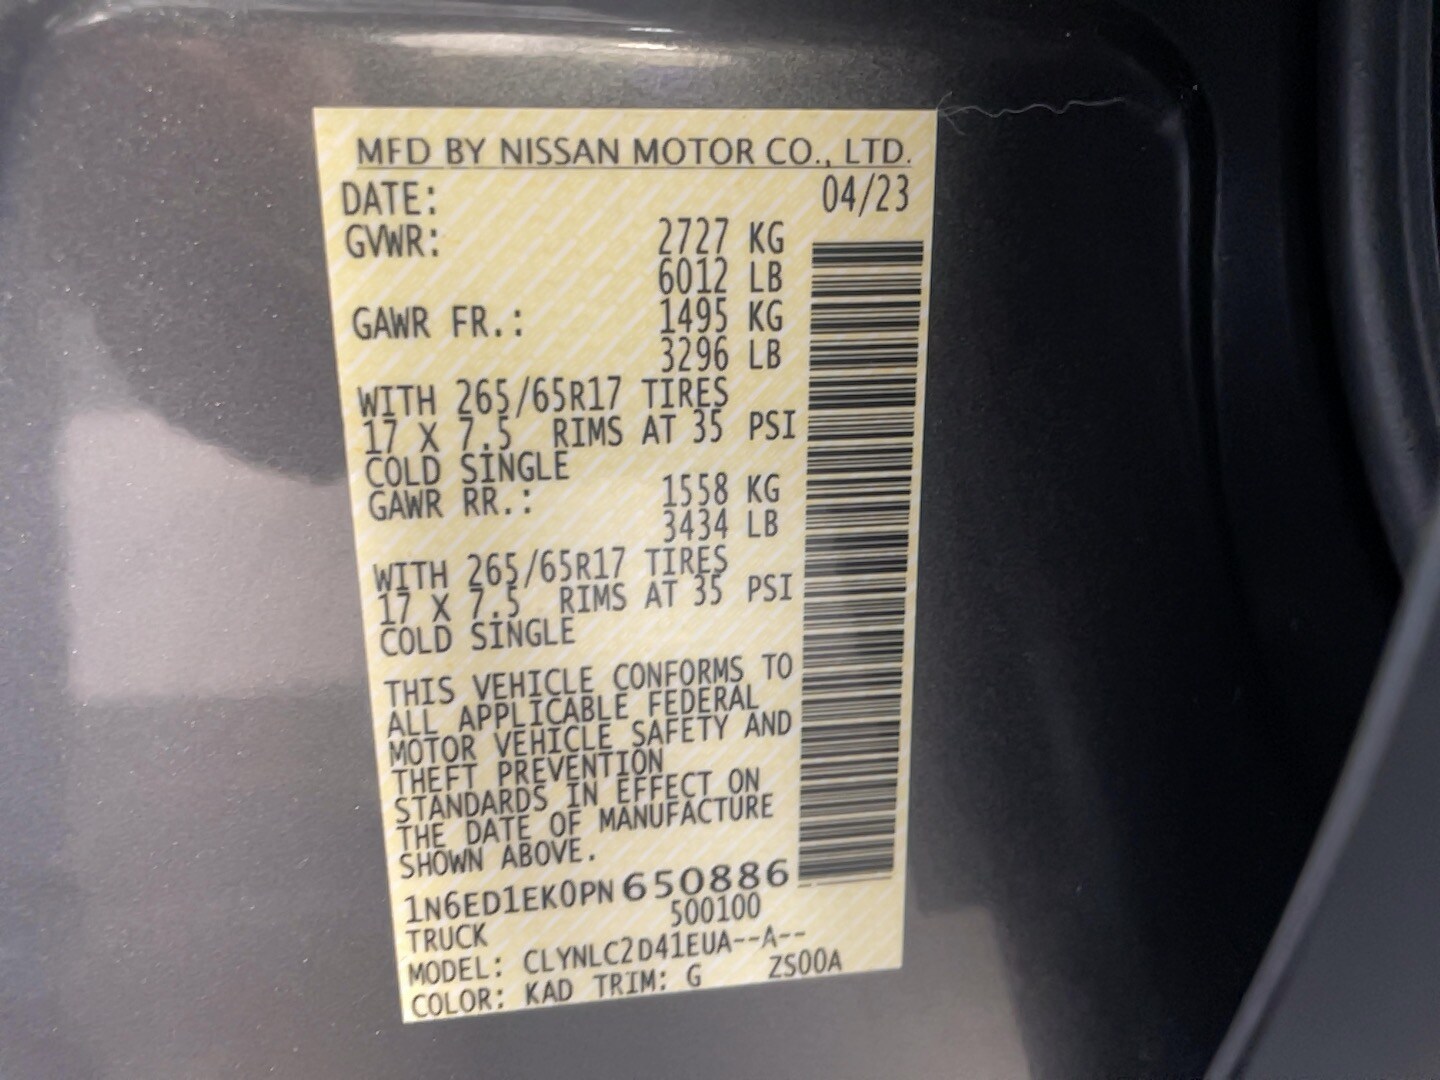 MFD BY NISSAN MOTOR CO., LTD.
DATE: 04/23
GVWR: 2727 KG
6012 LB
GAWR FR.: 1495 KG
3296 LB
WITH 265/65R17 TIRES
17 X 7.5 RIMS AT 35 PSI
COLD SINGLE
GAWR RR.: 1558 KG
3434 LB
WITH 265/65R17 TIRES
17 X 7.5 RIMS AT 35 PSI
COLD SINGLE
THIS VEHICLE CONFORMS TO
ALL APPLICABLE FEDERAL
MOTOR VEHICLE SAFETY AND
THEFT PREVENTION
STANDARDS IN EFFECT ON
THE DATE OF MANUFACTURE
SHOWN ABOVE.
1N6ED1EK0PN650886
500100
TRUCK
MODEL: CLYNLC2D41EUA--A--
COLOR: KAD TRIM: G ZS00A